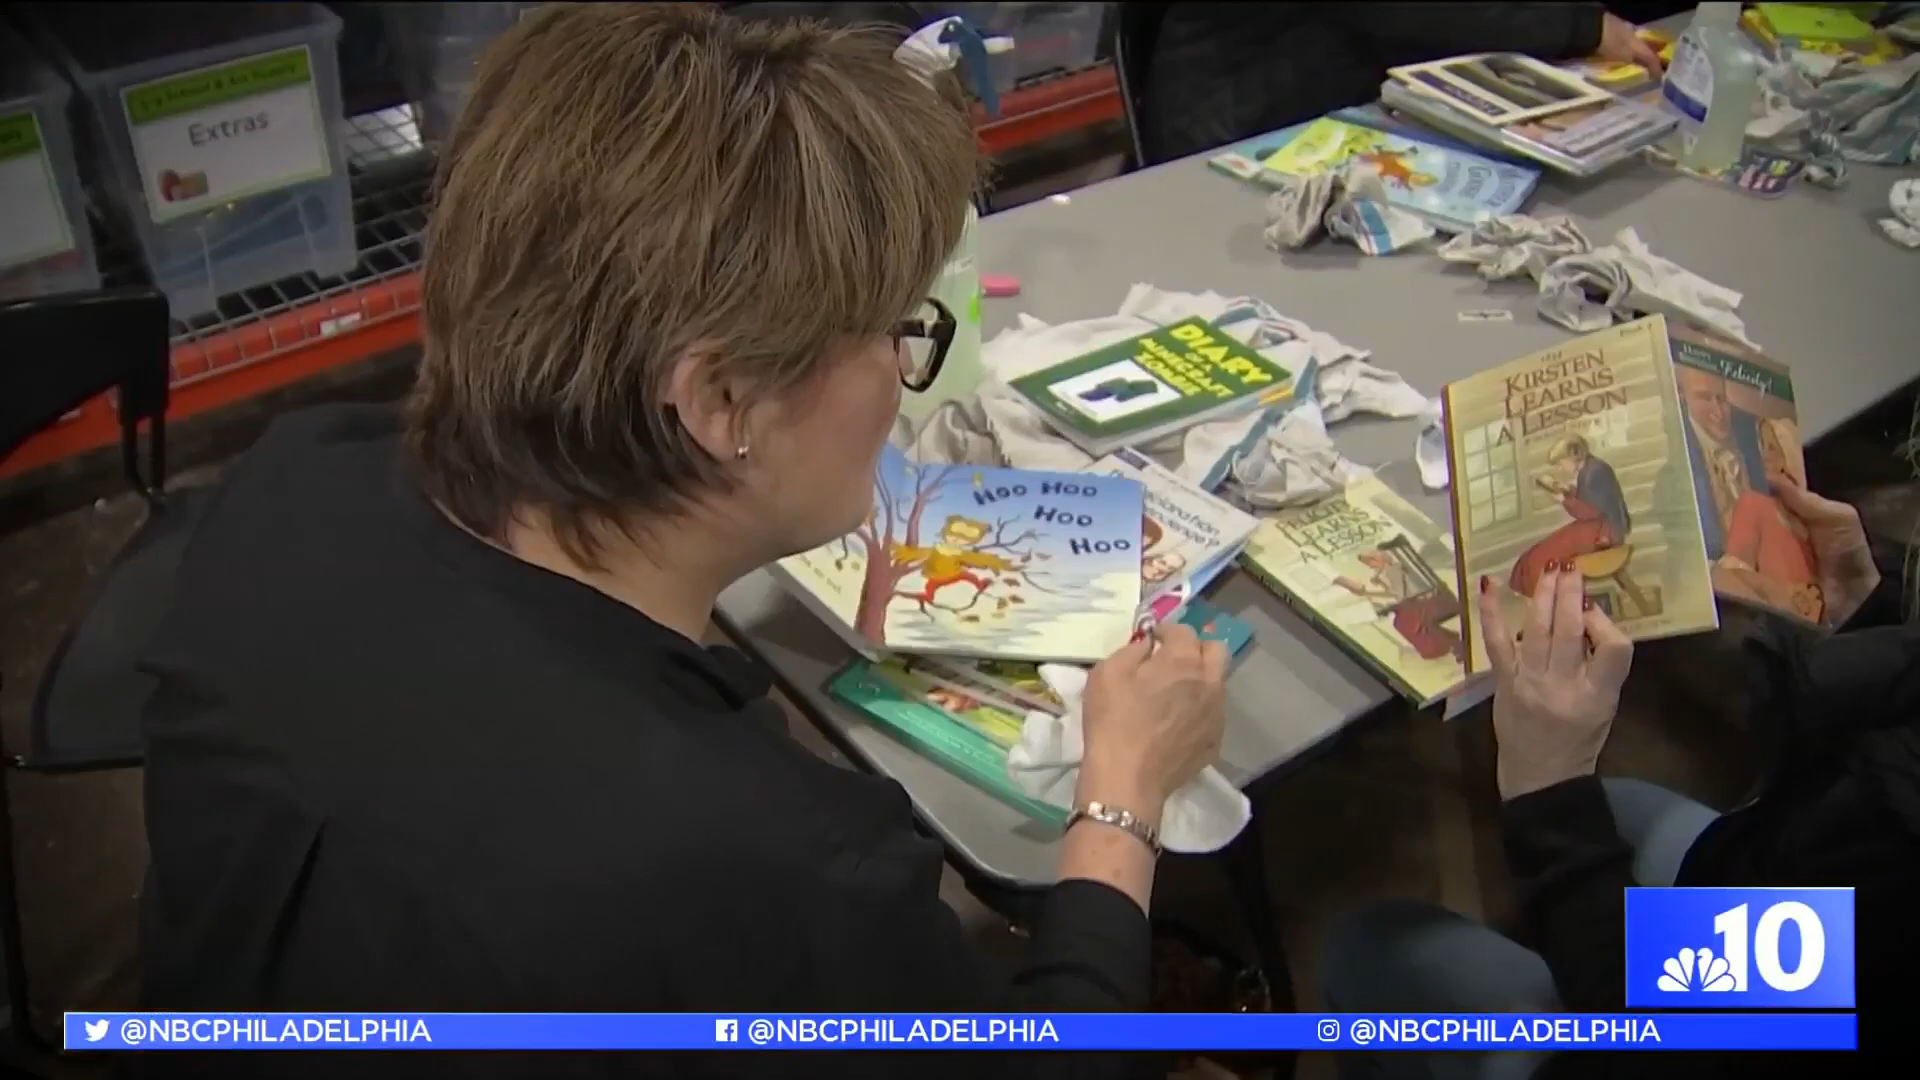 Extras
DIARY
OF A
MINECRAFT
ZOMBIE
Hoo Hoo
Hoo
Hoo
FELICITY
LEARNS
A LESSON
KIRSTEN
LEARNS
A LESSON
Felicity!
10
@NBCPHILADELPHIA
@NBCPHILADELPHIA
@NBCPHILADELPHIA